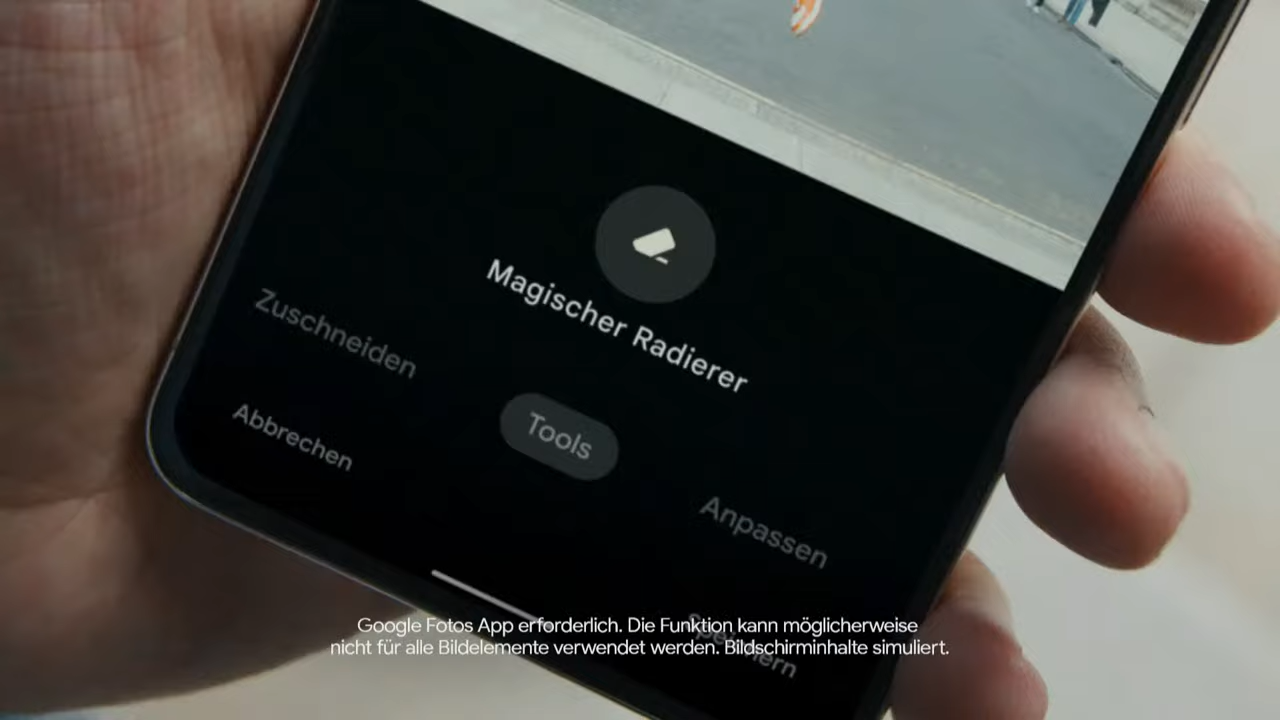 Magischer Radierer
Zuschneiden
Tools
Anpassen
Abbrechen
Speichern
Google Fotos App erforderlich. Die Funktion kann möglicherweise
nicht für alle Bildelemente verwendet werden. Bildschirminhalte simuliert.